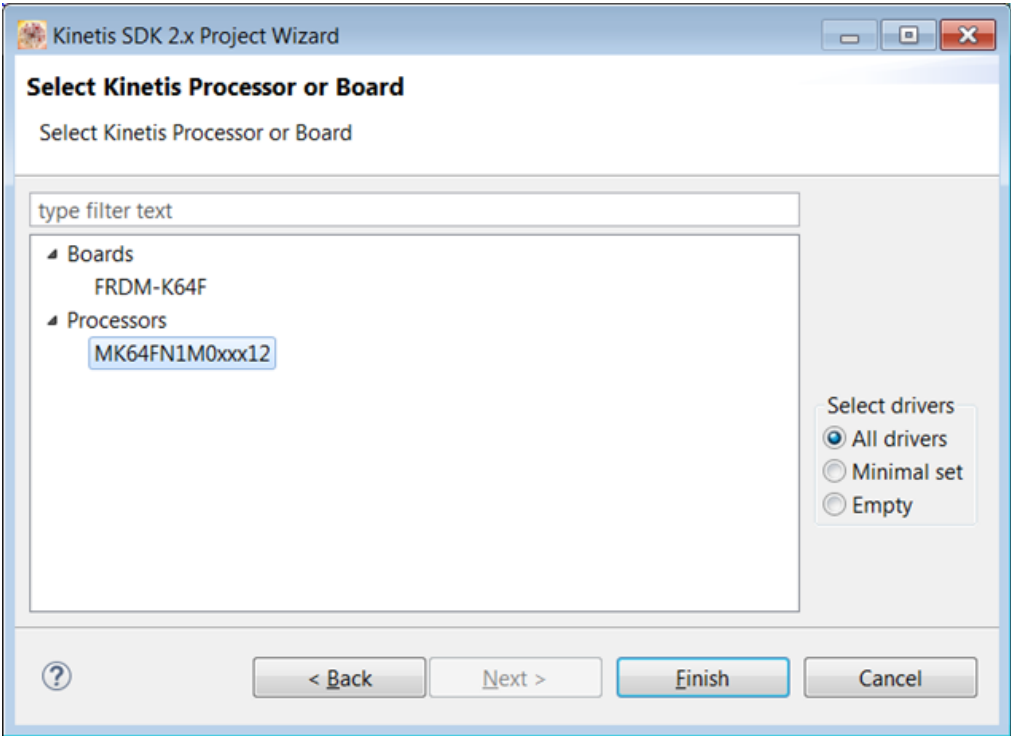 Kinetis SDK 2.x Project Wizard
Select Kinetis Processor or Board
Select Kinetis Processor or Board
type filter text
Boards
FRDM-K64F
Processors
MK64FN1M0xxx12
Select drivers
All drivers
Minimal set
Empty
?
< Back
Next >
Finish
Cancel